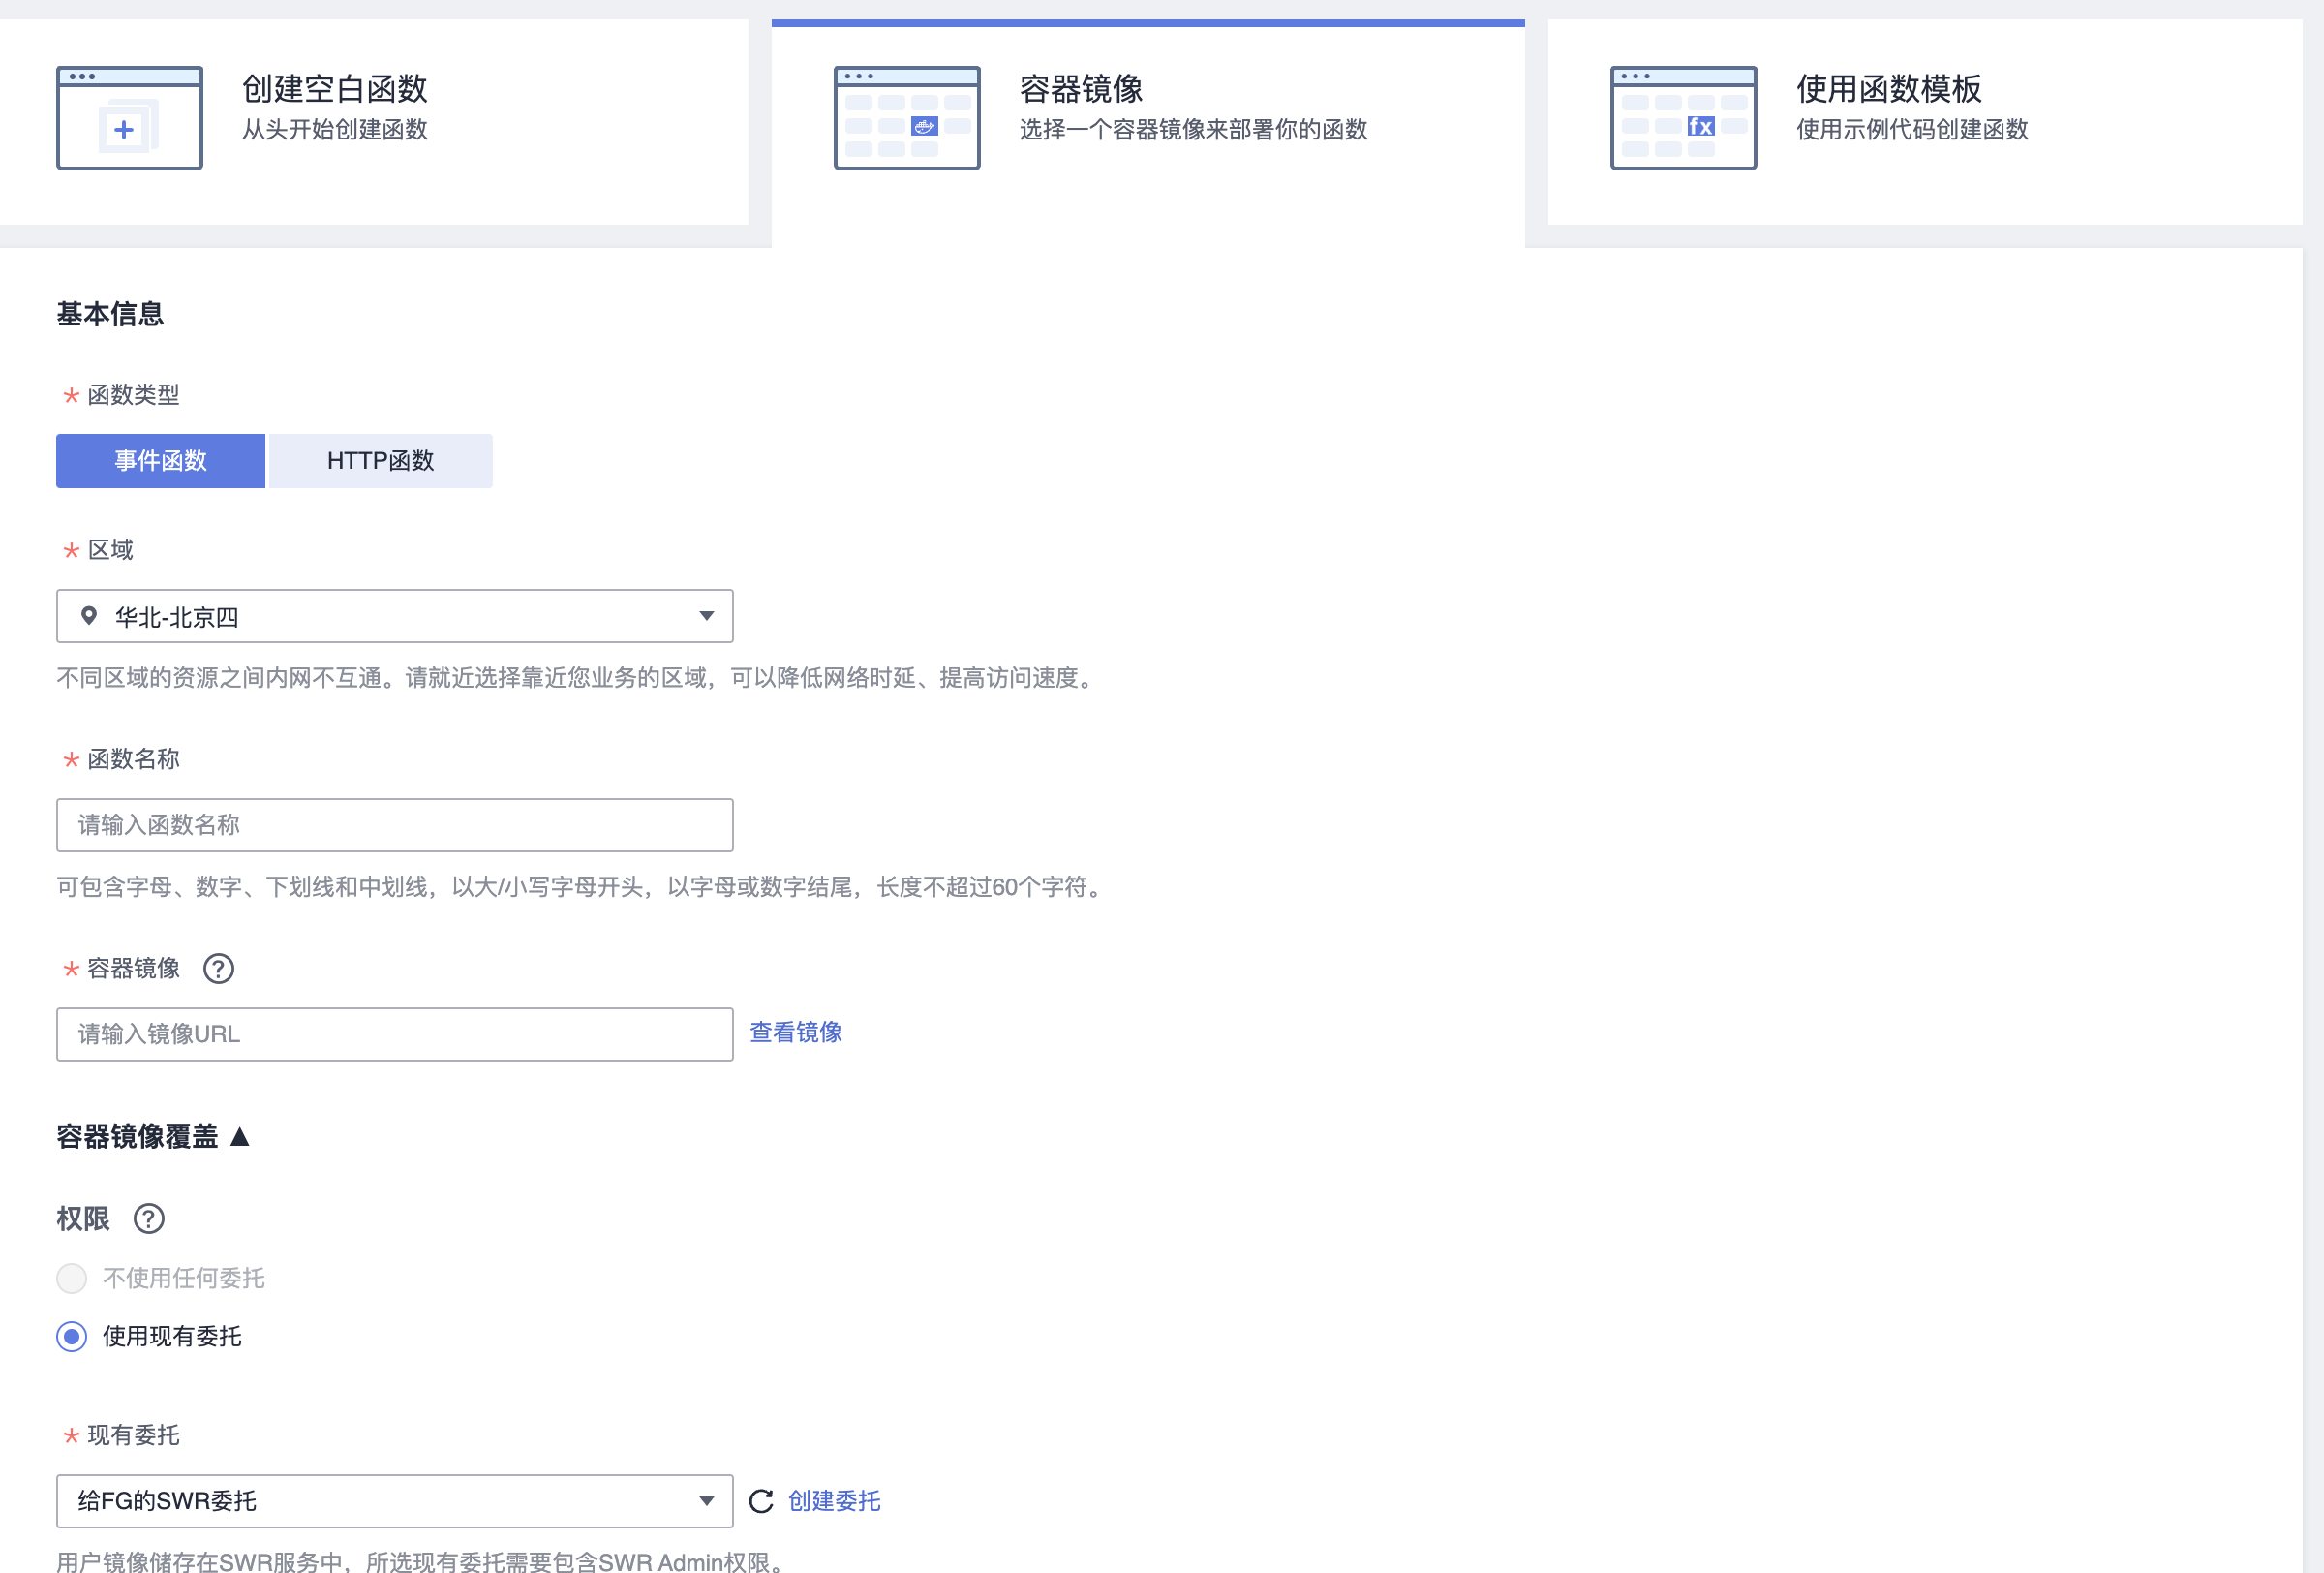 创建空白函数
从头开始创建函数
容器镜像
选择一个容器镜像来部署你的函数
fx
使用函数模板
使用示例代码创建函数
基本信息
* 函数类型
事件函数 HTTP函数
* 区域
华北-北京四
不同区域的资源之间内网不互通。请就近选择靠近您业务的区域，可以降低网络时延、提高访问速度。
* 函数名称
请输入函数名称
可包含字母、数字、下划线和中划线，以大/小写字母开头，以字母或数字结尾，长度不超过60个字符。
* 容器镜像 ?
请输入镜像URL 查看镜像
容器镜像覆盖 ▲
权限 ?
不使用任何委托
使用现有委托
* 现有委托
给FG的SWR委托 创建委托
用户镜像储存在SWR服务中，所选现有委托需要包含SWR Admin权限。